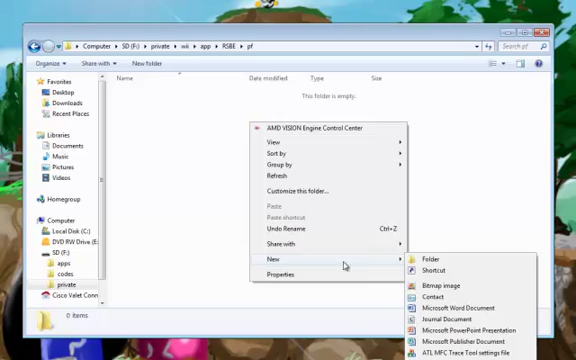 Computer ▸ SD (F:) ▸ private ▸ wii ▸ app ▸ RSBE ▸ pf
Search pf
Organize Share with New folder
Name Date modified Type Size
This folder is empty.
Favorites
Desktop
Downloads
Recent Places
Libraries
Documents
Music
Pictures
Videos
Homegroup
Computer
Local Disk (C:)
DVD RW Drive (E:)
SD (F:)
apps
codes
private
Cisco Valet Conn
0 items
AMD VISION Engine Control Center
View
Sort by
Group by
Refresh
Customize this folder...
Paste
Paste shortcut
Undo Rename Ctrl+Z
Share with
New
Properties
Folder
Shortcut
Bitmap image
Contact
Microsoft Word Document
Journal Document
Microsoft PowerPoint Presentation
Microsoft Publisher Document
ATL MFC Trace Tool settings file